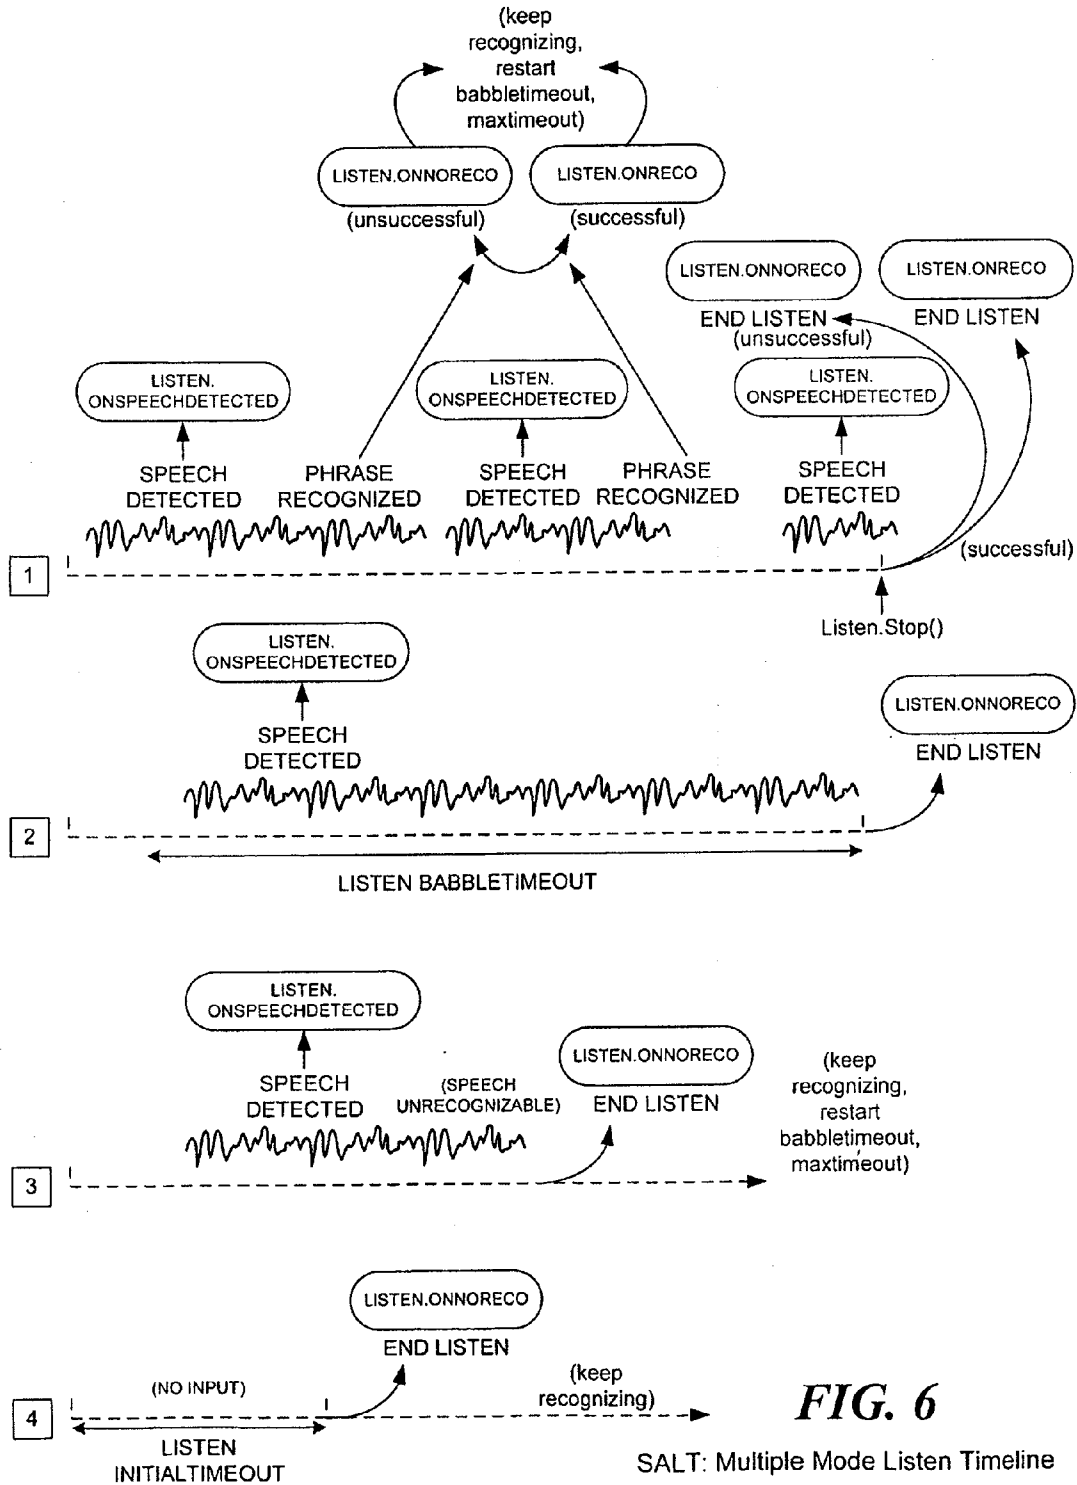 (keep
recognizing,
restart
babbletimeout,
maxtimeout)
LISTEN.ONNORECO
LISTEN.ONRECO
(unsuccessful)
(successful)
LISTEN.ONNORECO
LISTEN.ONRECO
END LISTEN
END LISTEN
(unsuccessful)
LISTEN.
ONSPEECHDETECTED
LISTEN.
ONSPEECHDETECTED
LISTEN.
ONSPEECHDETECTED
SPEECH
DETECTED
PHRASE
RECOGNIZED
SPEECH
DETECTED
PHRASE
RECOGNIZED
SPEECH
DETECTED
(successful)
1
Listen.Stop()
LISTEN.
ONSPEECHDETECTED
SPEECH
DETECTED
LISTEN.ONNORECO
END LISTEN
2
LISTEN BABBLETIMEOUT
LISTEN.
ONSPEECHDETECTED
SPEECH
DETECTED
(SPEECH
UNRECOGNIZABLE)
LISTEN.ONNORECO
END LISTEN
(keep
recognizing,
restart
babbletimeout,
maxtimeout)
3
LISTEN.ONNORECO
END LISTEN
(NO INPUT)
(keep
recognizing)
4
LISTEN
INITIALTIMEOUT
FIG. 6
SALT: Multiple Mode Listen Timeline